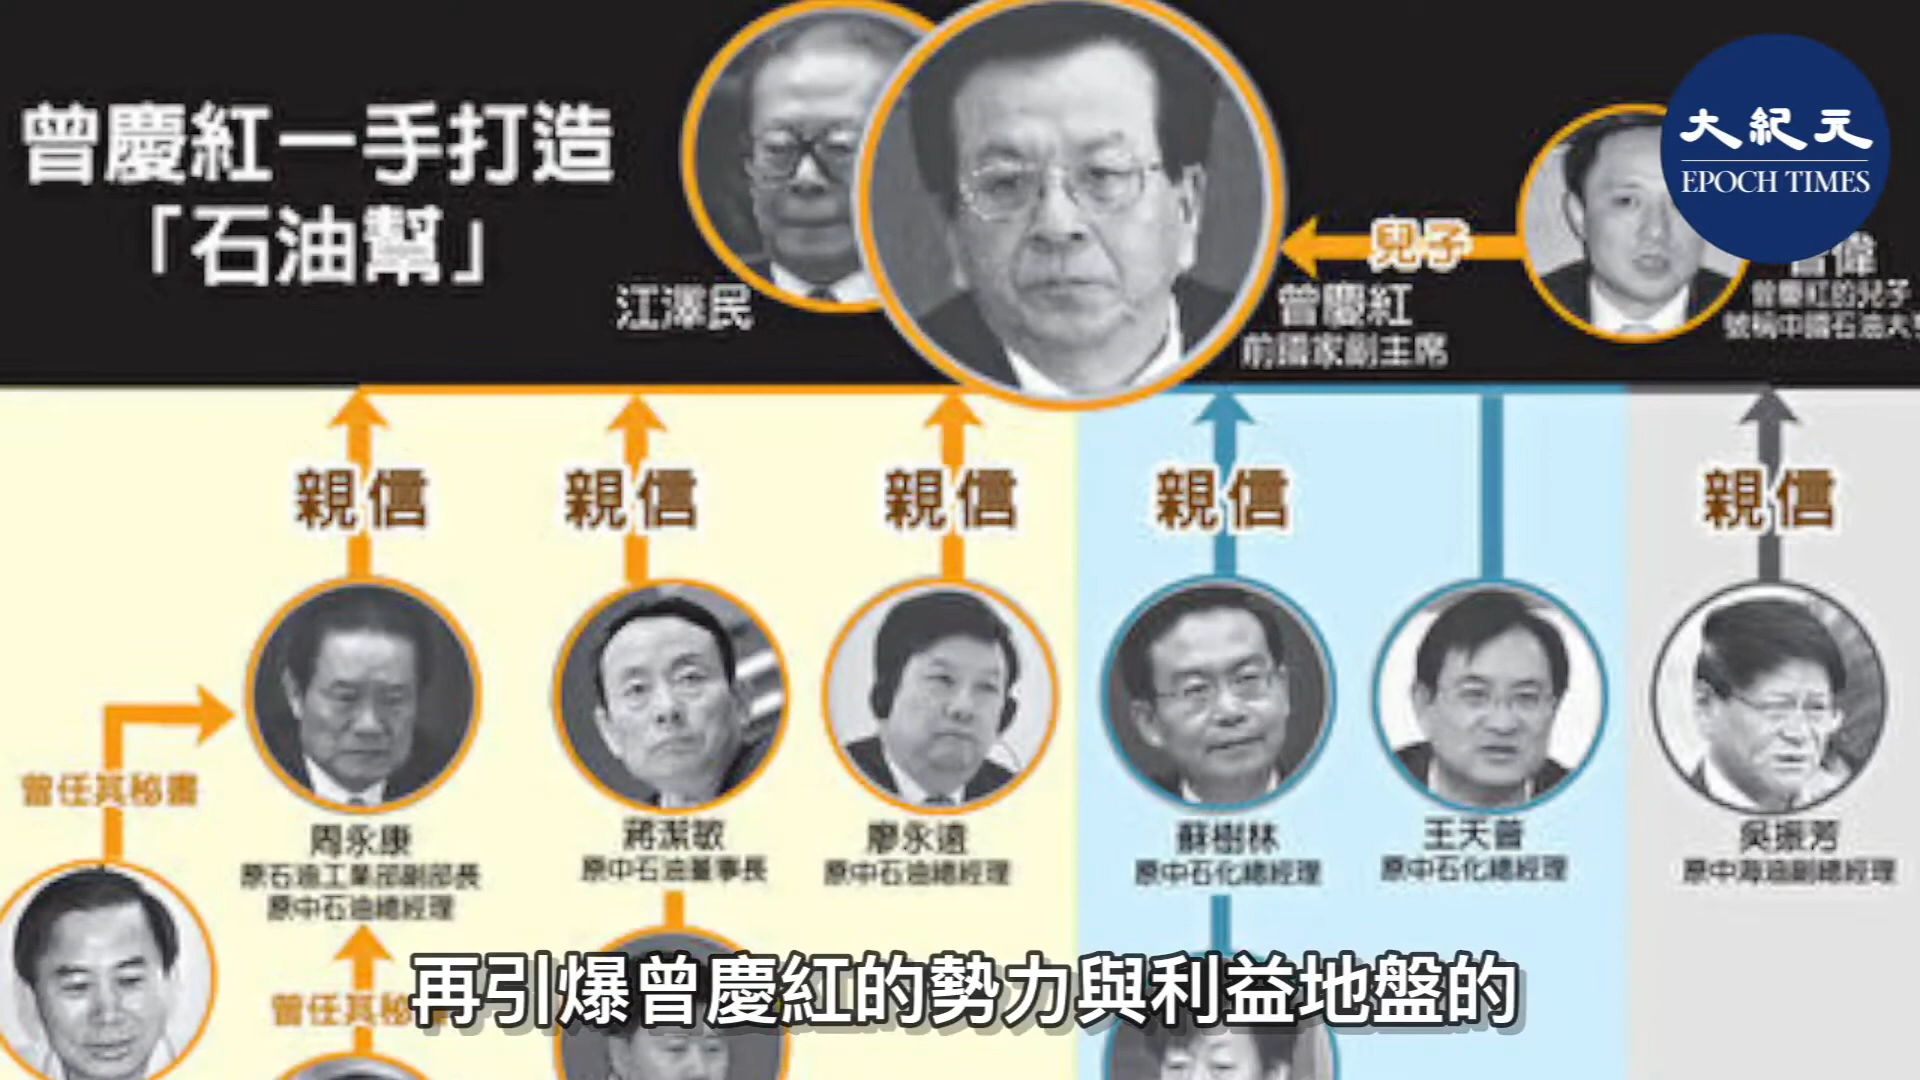 曾慶紅一手打造
「石油幫」
大紀元
EPOCH TIMES
江澤民
兒子
曾慶紅
前國家副主席
曾偉
曾慶紅的兒子
號稱中國石油大
親信
親信
親信
親信
親信
曾任其秘書
周永康
原石油工業部副部長
原中石油總經理
蔣潔敏
原中石油董事長
廖永遠
原中石油總經理
蘇樹林
原中石化總經理
王天普
原中石化總經理
吳振芳
原中海油副總經理
曾任其秘
再引爆曾慶紅的勢力與利益地盤的